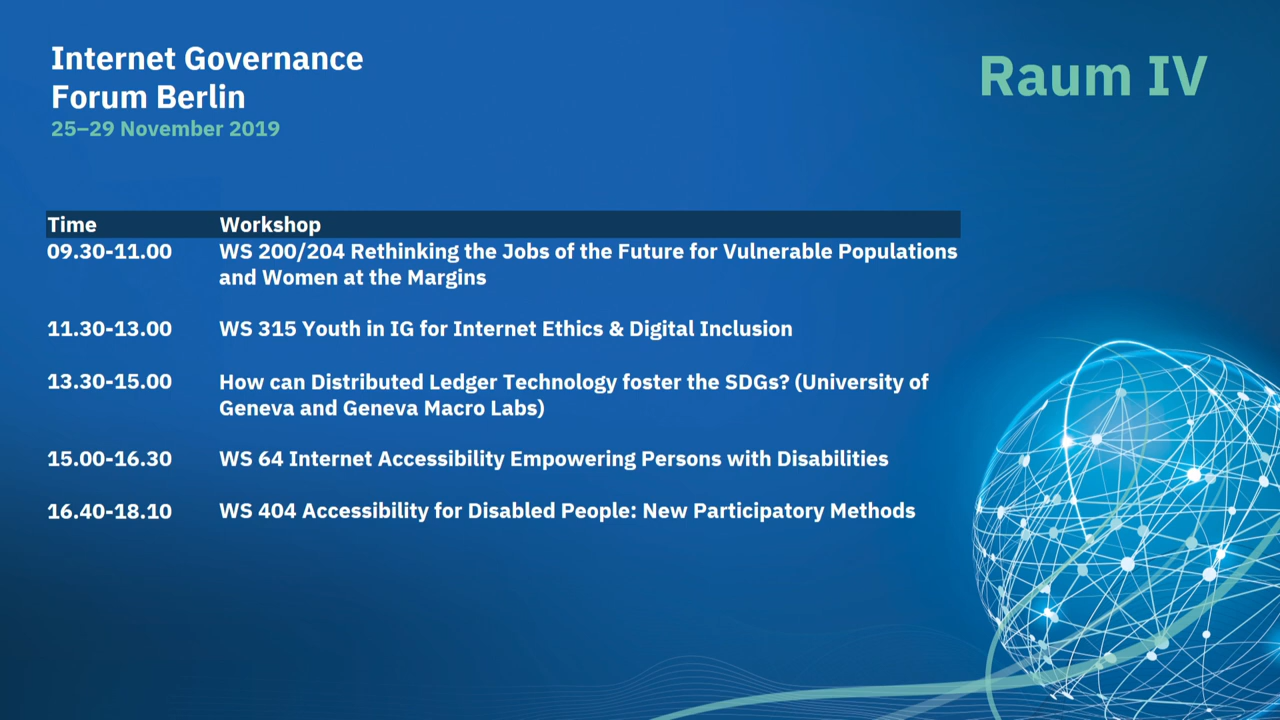 Internet Governance
Forum Berlin
25–29 November 2019
Raum IV
Time Workshop
09.30-11.00 WS 200/204 Rethinking the Jobs of the Future for Vulnerable Populations
and Women at the Margins
11.30-13.00 WS 315 Youth in IG for Internet Ethics & Digital Inclusion
13.30-15.00 How can Distributed Ledger Technology foster the SDGs? (University of
Geneva and Geneva Macro Labs)
15.00-16.30 WS 64 Internet Accessibility Empowering Persons with Disabilities
16.40-18.10 WS 404 Accessibility for Disabled People: New Participatory Methods